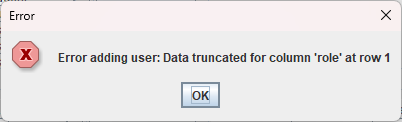 Error
Error adding user: Data truncated for column 'role' at row 1
OK